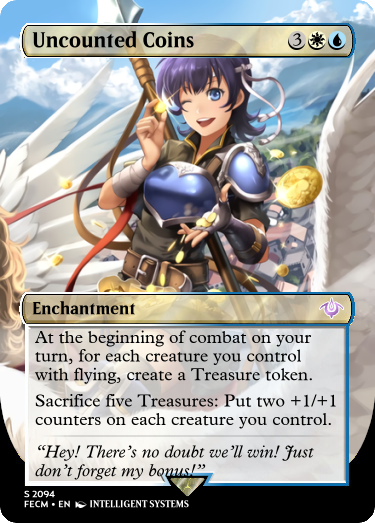 Uncounted Coins 3
Enchantment
At the beginning of combat on your
turn, for each creature you control
with flying, create a Treasure token.
Sacrifice five Treasures: Put two +1/+1
counters on each creature you control.
"Hey! There's no doubt we'll win! Just
don't forget my bonus!"
S 2094
FECM • EN INTELLIGENT SYSTEMS